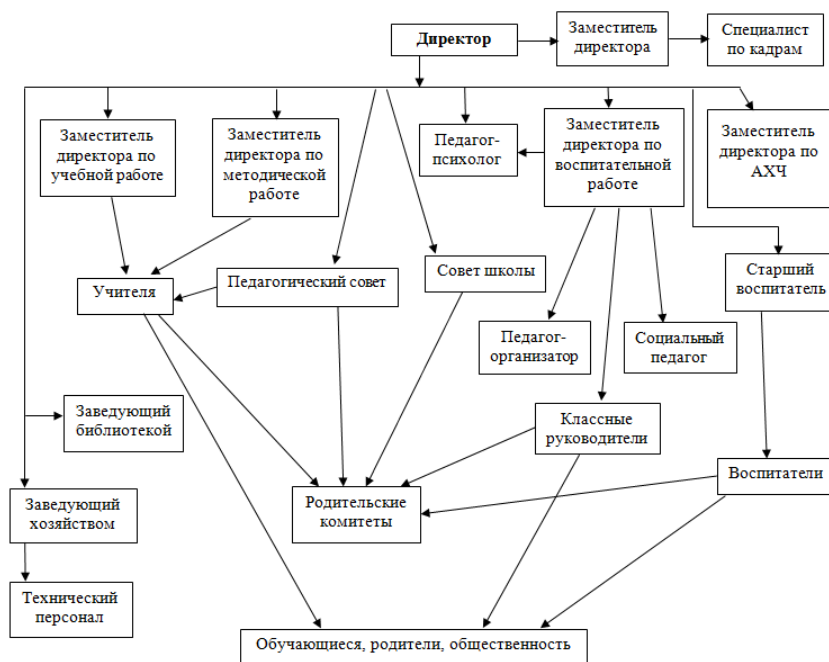 Директор
Заместитель
директора
Специалист
по кадрам
Заместитель
директора по
учебной работе
Заместитель
директора по
методической
работе
Педагог-
психолог
Заместитель
директора по
воспитательной
работе
Заместитель
директора по
АХЧ
Учителя
Педагогический совет
Совет школы
Старший
воспитатель
Педагог-
организатор
Социальный
педагог
Заведующий
библиотекой
Классные
руководители
Заведующий
хозяйством
Родительские
комитеты
Воспитатели
Технический
персонал
Обучающиеся, родители, общественность